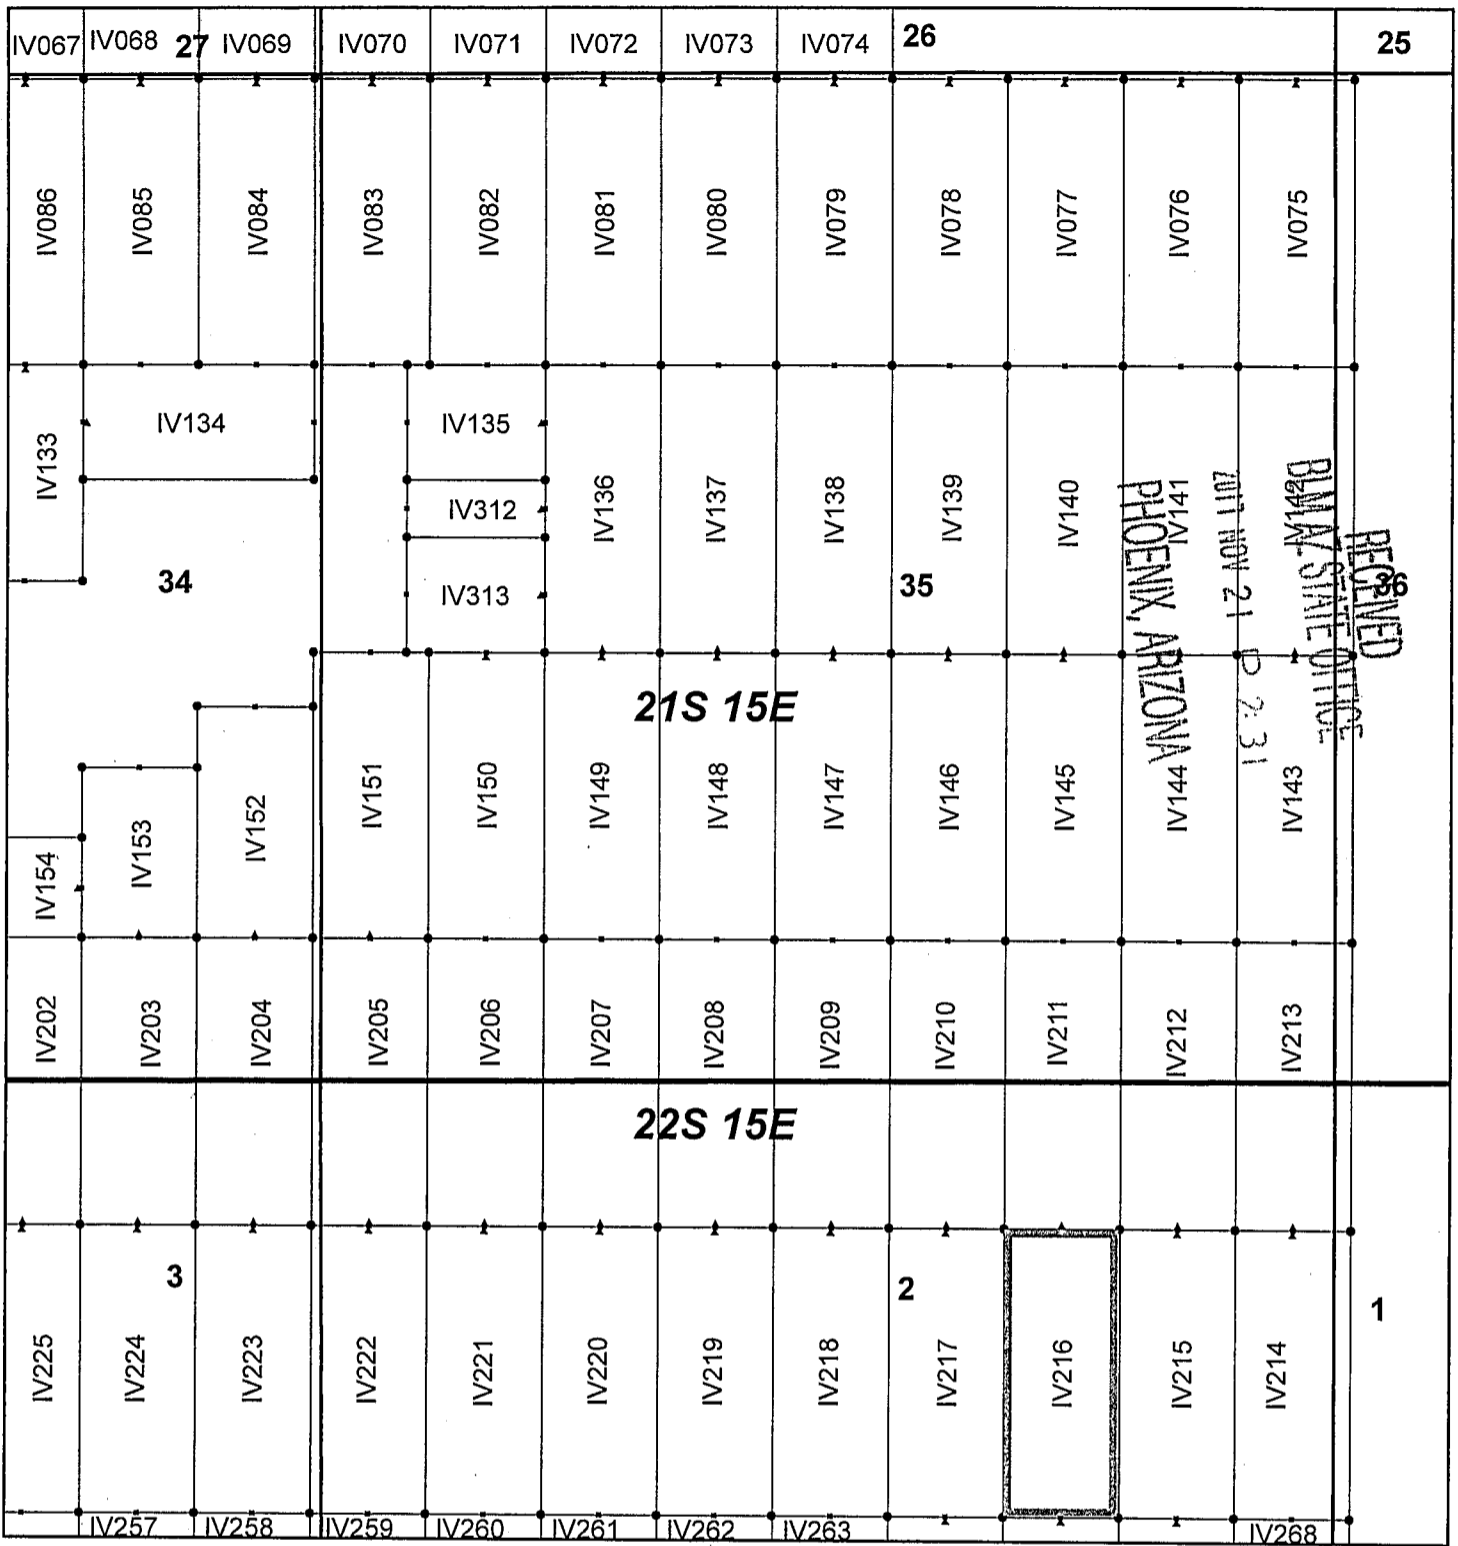 IV067 IV068 27 IV069 IV070 IV071 IV072 IV073 IV074 26 25
IV086 IV085 IV084 IV083 IV082 IV081 IV080 IV079 IV078 IV077 IV076 IV075
IV133 IV134 IV135 IV136 IV137 IV138 IV139 IV140 IV141 IV142
IV312
34 IV313 35 36
RECEIVED
BLM AZ STATE OFFICE
2011 NOV 21 P 2:31
PHOENIX, ARIZONA
21S 15E
IV154 IV153 IV152 IV151 IV150 IV149 IV148 IV147 IV146 IV145 IV144 IV143
IV202 IV203 IV204 IV205 IV206 IV207 IV208 IV209 IV210 IV211 IV212 IV213
22S 15E
3 2 1
IV225 IV224 IV223 IV222 IV221 IV220 IV219 IV218 IV217 IV216 IV215 IV214
IV257 IV258 IV259 IV260 IV261 IV262 IV263 IV268